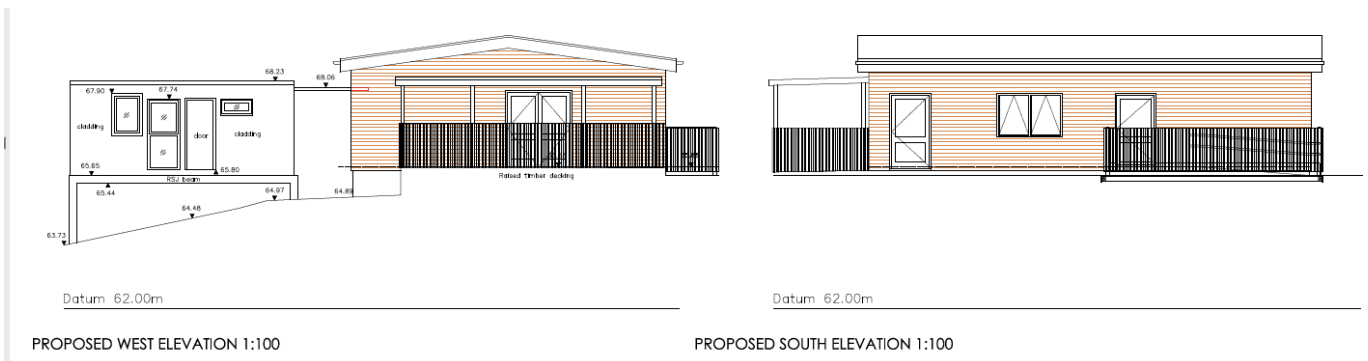 68.23
68.06
67.90
67.74
cladding
door
cladding
65.65
65.80
RSJ beam
Raised timber decking
65.44
64.97
64.89
64.48
63.73
Datum 62.00m
Datum 62.00m
PROPOSED WEST ELEVATION 1:100
PROPOSED SOUTH ELEVATION 1:100